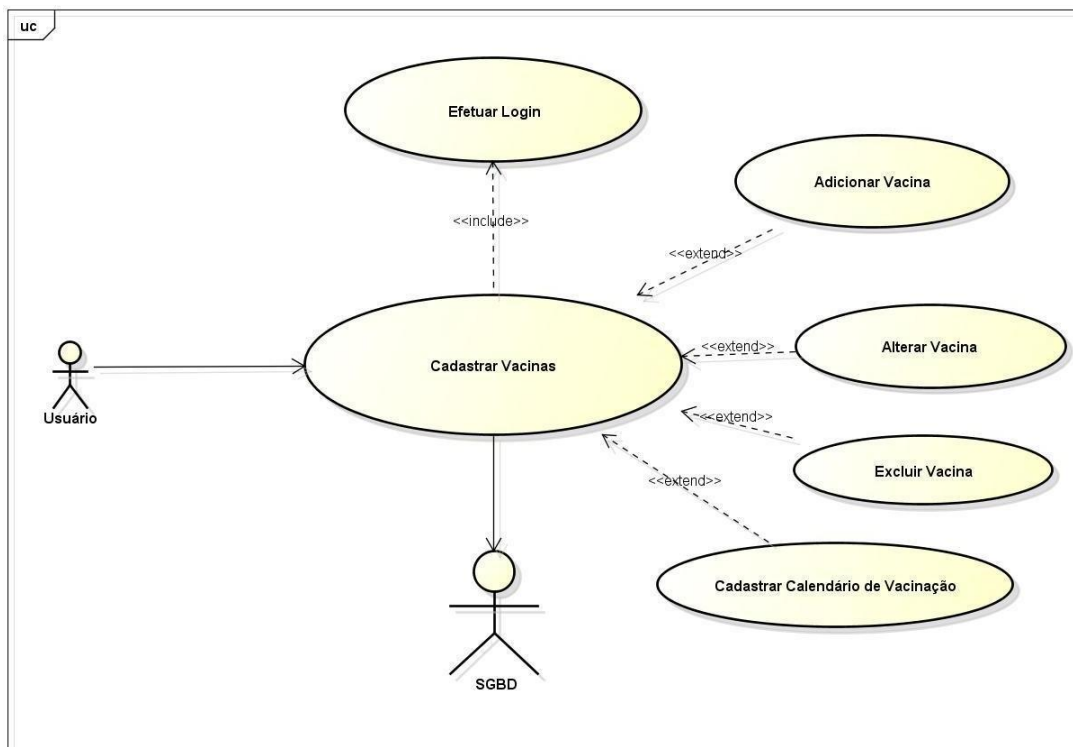 uc
Efetuar Login
Adicionar Vacina
<<include>>
<<extend>>
Cadastrar Vacinas
<<extend>>
Alterar Vacina
Usuário
<<extend>>
Excluir Vacina
<<extend>>
Cadastrar Calendário de Vacinação
SGBD